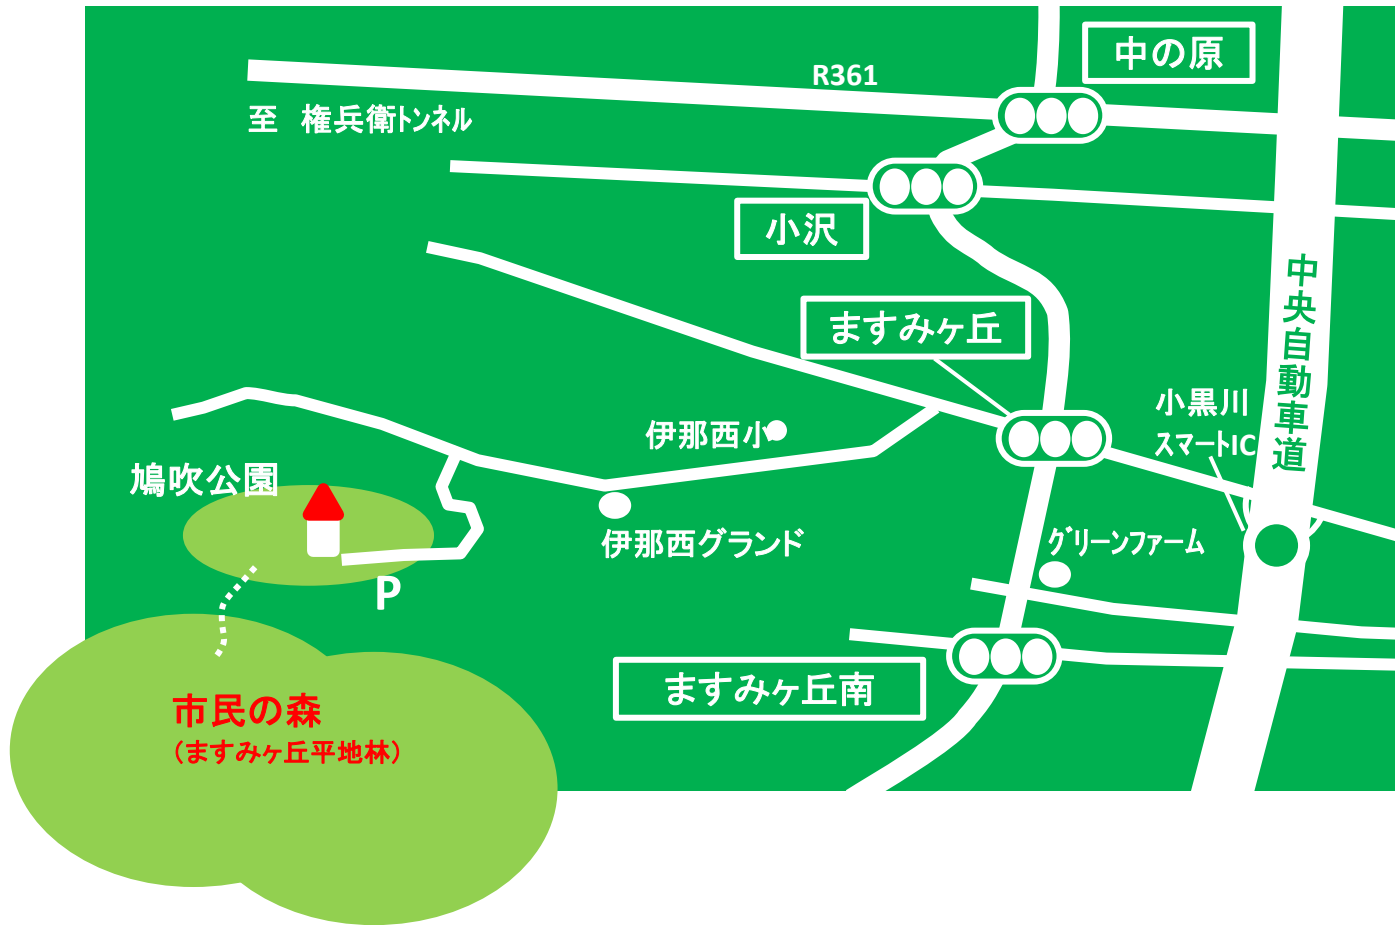 中の原
R361
至　権兵衛トンネル
小沢
ますみヶ丘
中央自動車道
小黒川
スマートIC
伊那西小
鳩吹公園
伊那西グランド
グリーンファーム
P
ますみヶ丘南
市民の森
（ますみヶ丘平地林）